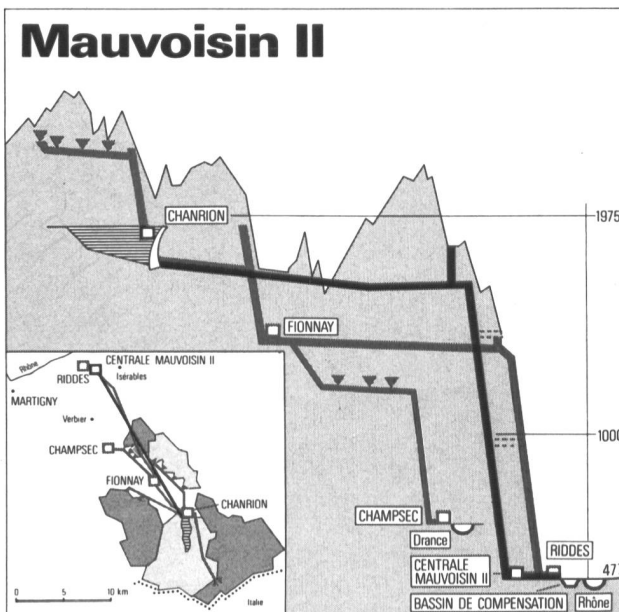 Mauvoisin II
1975
CHANRION
FIONNAY
1000
CHAMPSEC
Drance
CENTRALE
MAUVOISIN II
RIDDES
47
BASSIN DE COMPENSATION
Rhône
Rhône
CENTRALE MAUVOISIN II
RIDDES
Isérables
MARTIGNY
Verbier
CHAMPSEC
FIONNAY
CHANRION
0 5 10 km
Italie